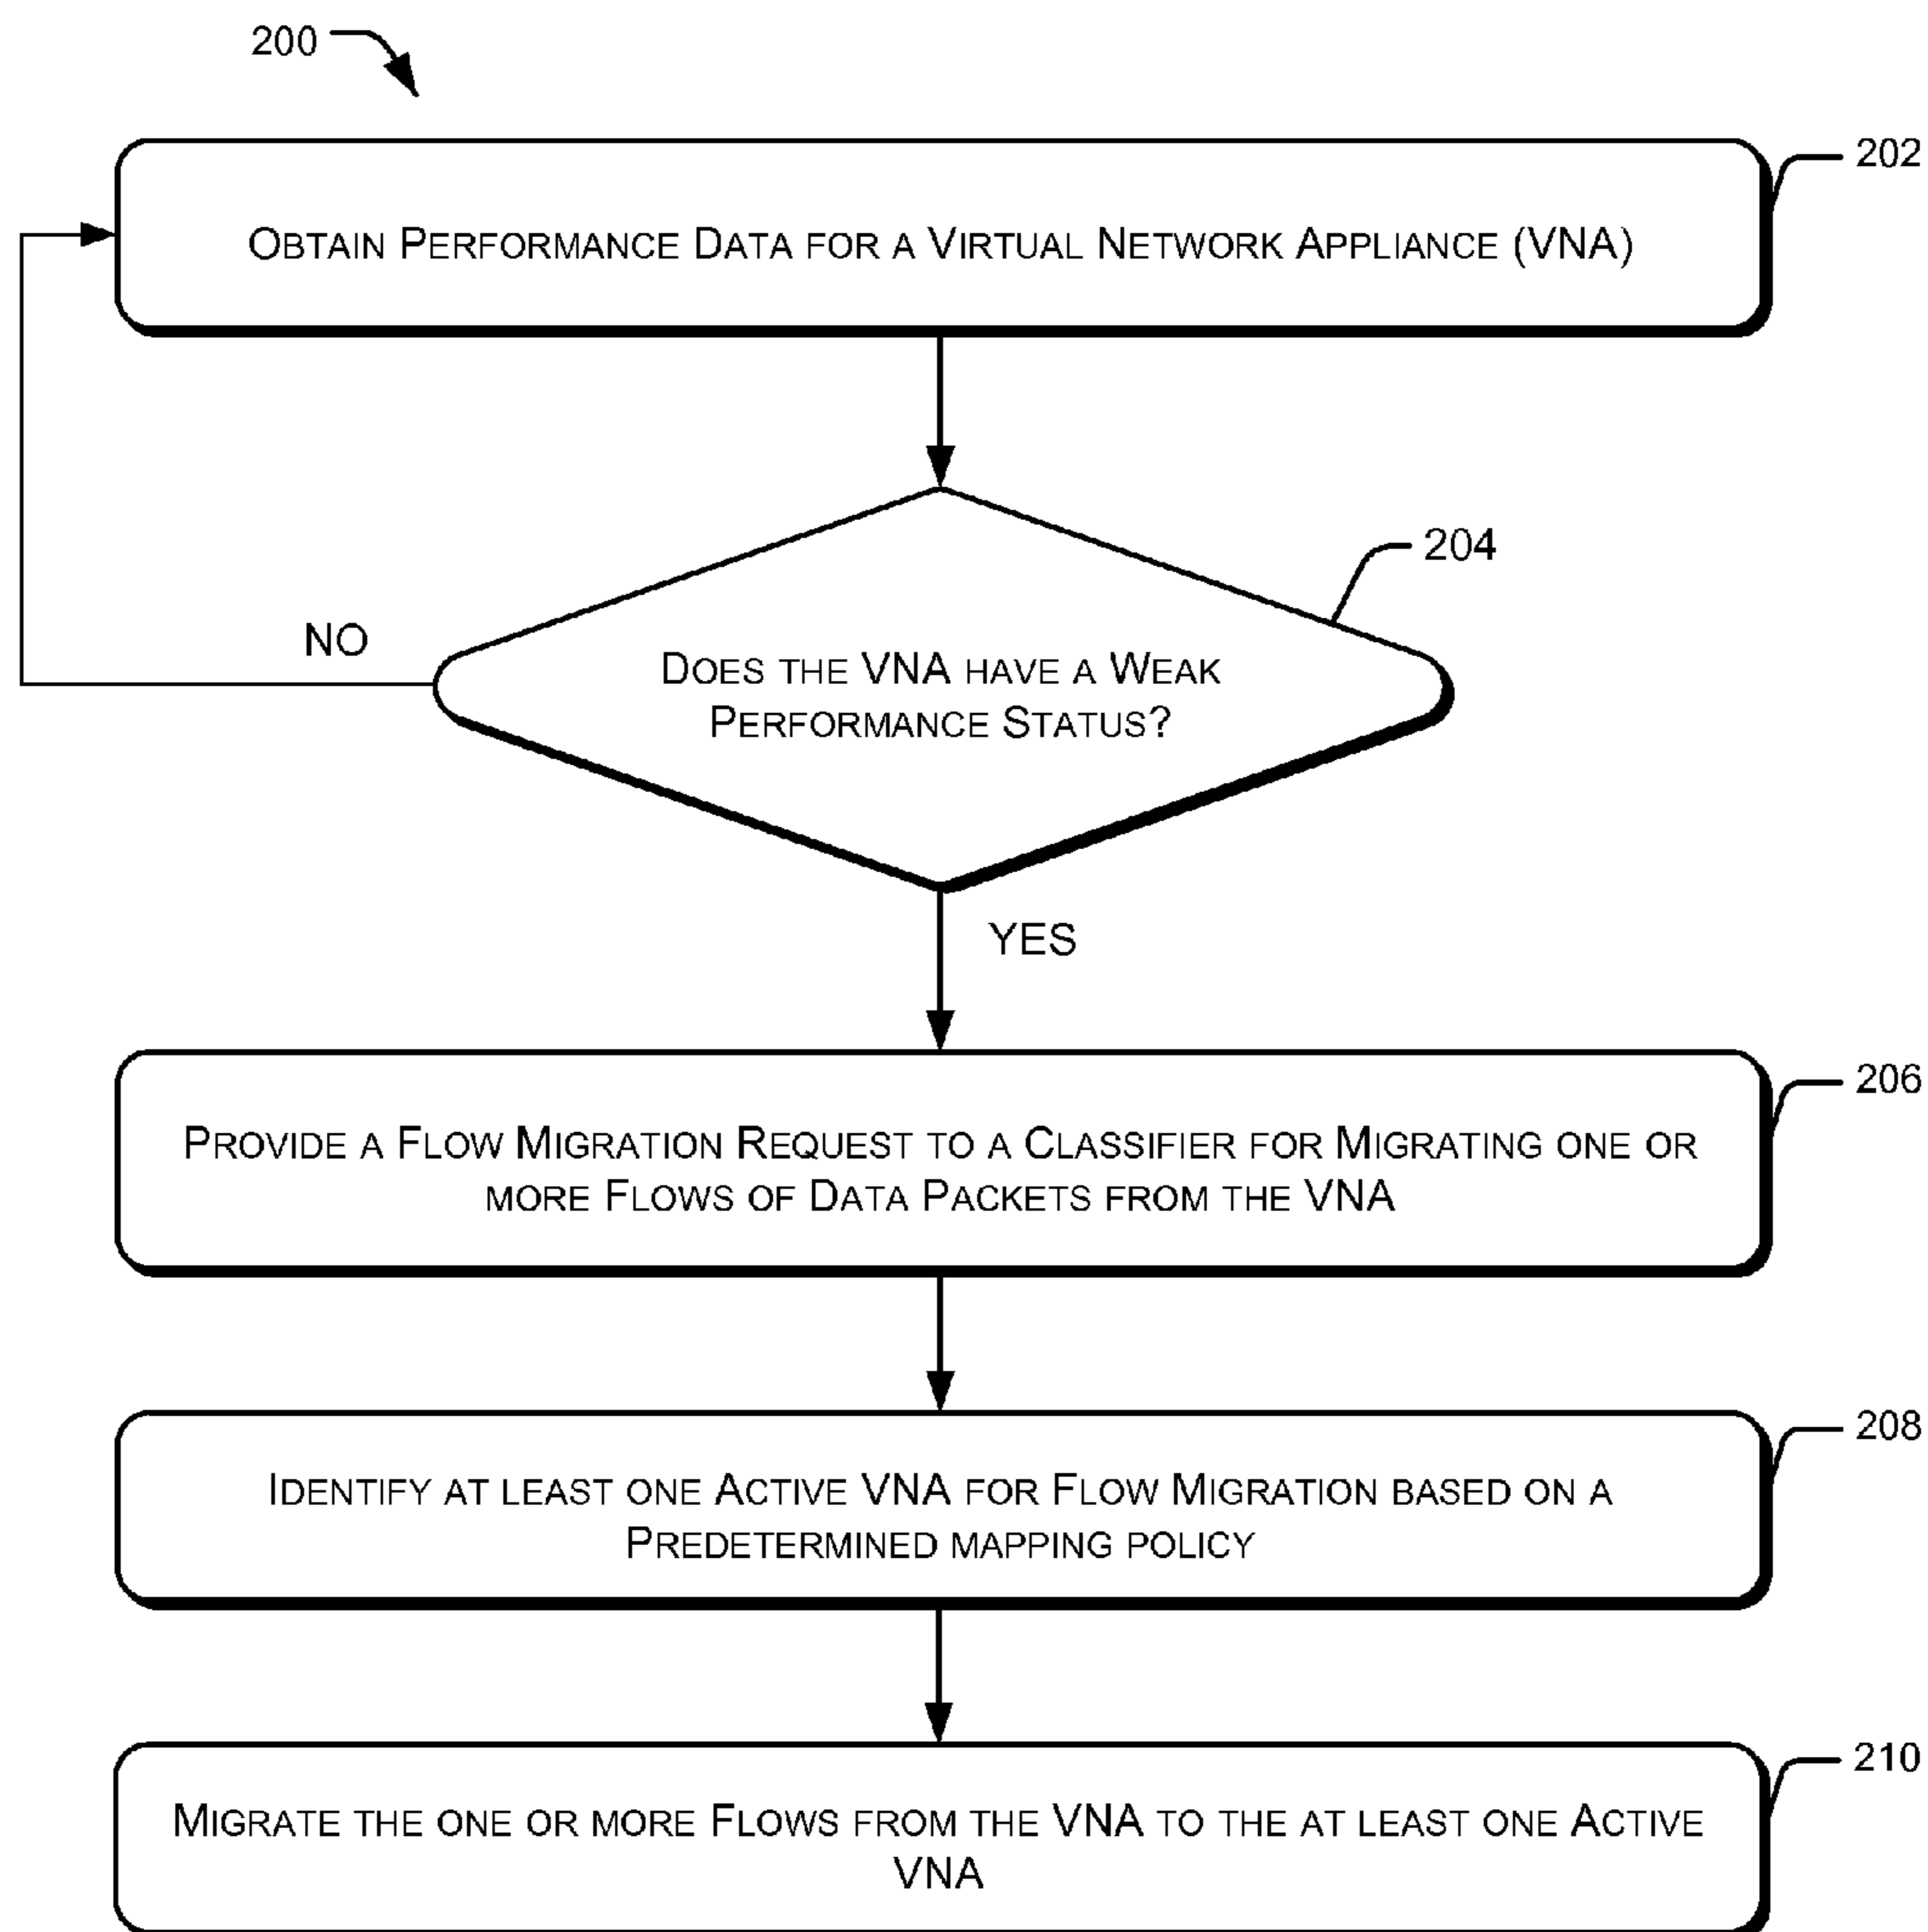 200
202
OBTAIN PERFORMANCE DATA FOR A VIRTUAL NETWORK APPLIANCE (VNA)
204
NO
DOES THE VNA HAVE A WEAK
PERFORMANCE STATUS?
YES
206
PROVIDE A FLOW MIGRATION REQUEST TO A CLASSIFIER FOR MIGRATING ONE OR
MORE FLOWS OF DATA PACKETS FROM THE VNA
208
IDENTIFY AT LEAST ONE ACTIVE VNA FOR FLOW MIGRATION BASED ON A
PREDETERMINED MAPPING POLICY
210
MIGRATE THE ONE OR MORE FLOWS FROM THE VNA TO THE AT LEAST ONE ACTIVE
VNA